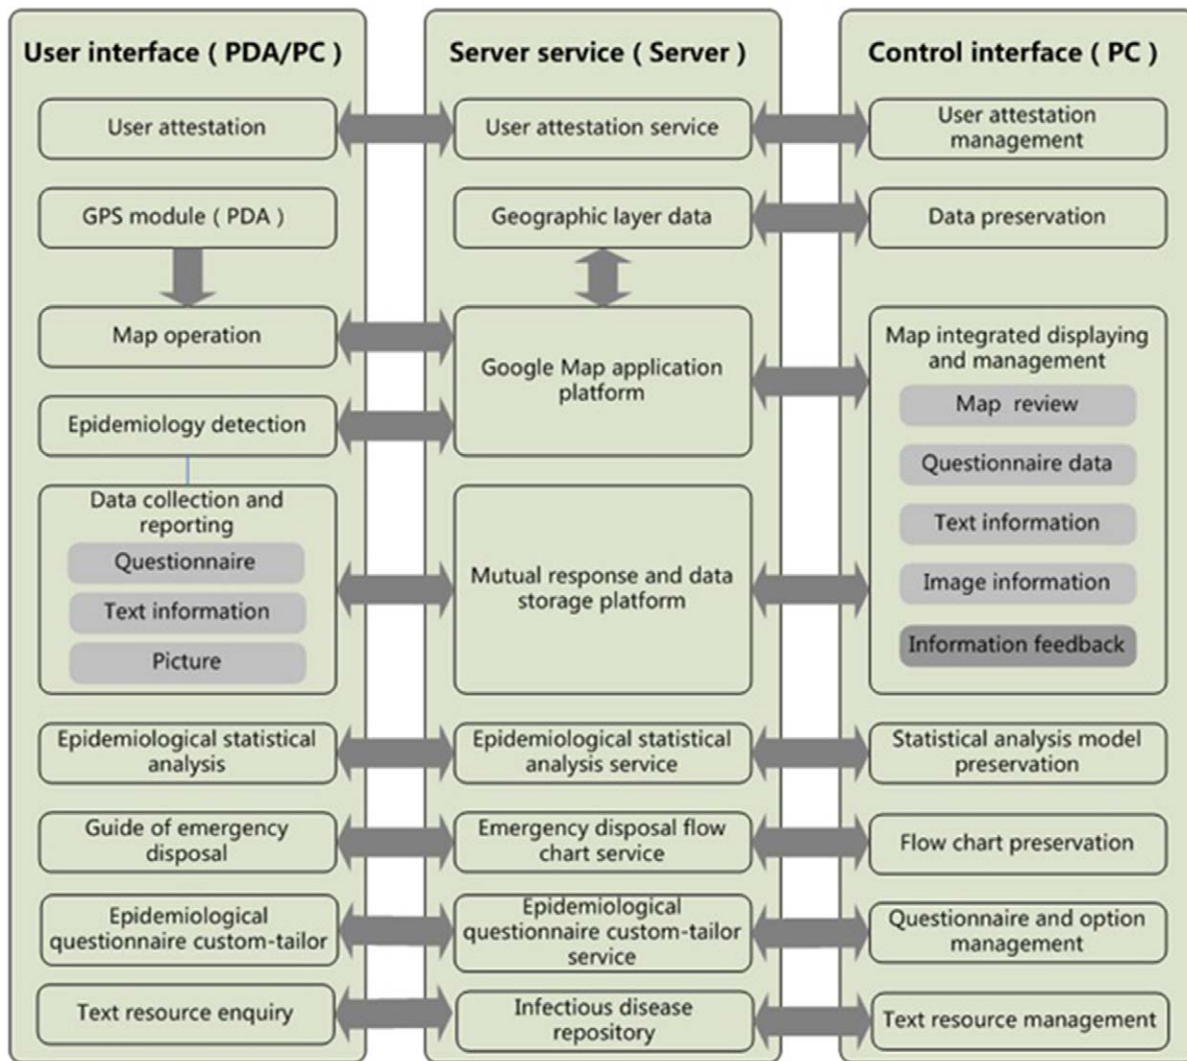 User interface ( PDA/PC )
User attestation
GPS module ( PDA )
Map operation
Epidemiology detection
Data collection and
reporting
Questionnaire
Text information
Picture
Epidemiological statistical
analysis
Guide of emergency
disposal
Epidemiological
questionnaire custom-tailor
Text resource enquiry
Server service ( Server )
User attestation service
Geographic layer data
Google Map application
platform
Mutual response and data
storage platform
Epidemiological statistical
analysis service
Emergency disposal flow
chart service
Epidemiological
questionnaire custom-tailor
service
Infectious disease
repository
Control interface ( PC )
User attestation
management
Data preservation
Map integrated displaying
and management
Map review
Questionnaire data
Text information
Image information
Information feedback
Statistical analysis model
preservation
Flow chart preservation
Questionnaire and option
management
Text resource management